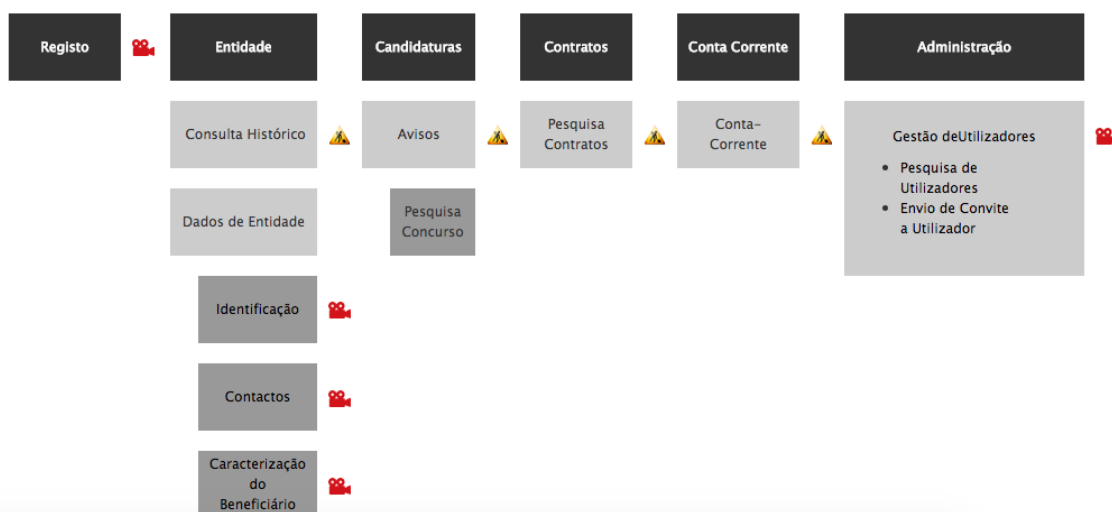 Registo
Entidade
Candidaturas
Contratos
Conta Corrente
Administração
Consulta Histórico
Avisos
Pesquisa
Contratos
Conta-
Corrente
Gestão deUtilizadores
• Pesquisa de
Utilizadores
• Envio de Convite
a Utilizador
Dados de Entidade
Pesquisa
Concurso
Identificação
Contactos
Caracterização
do
Beneficiário